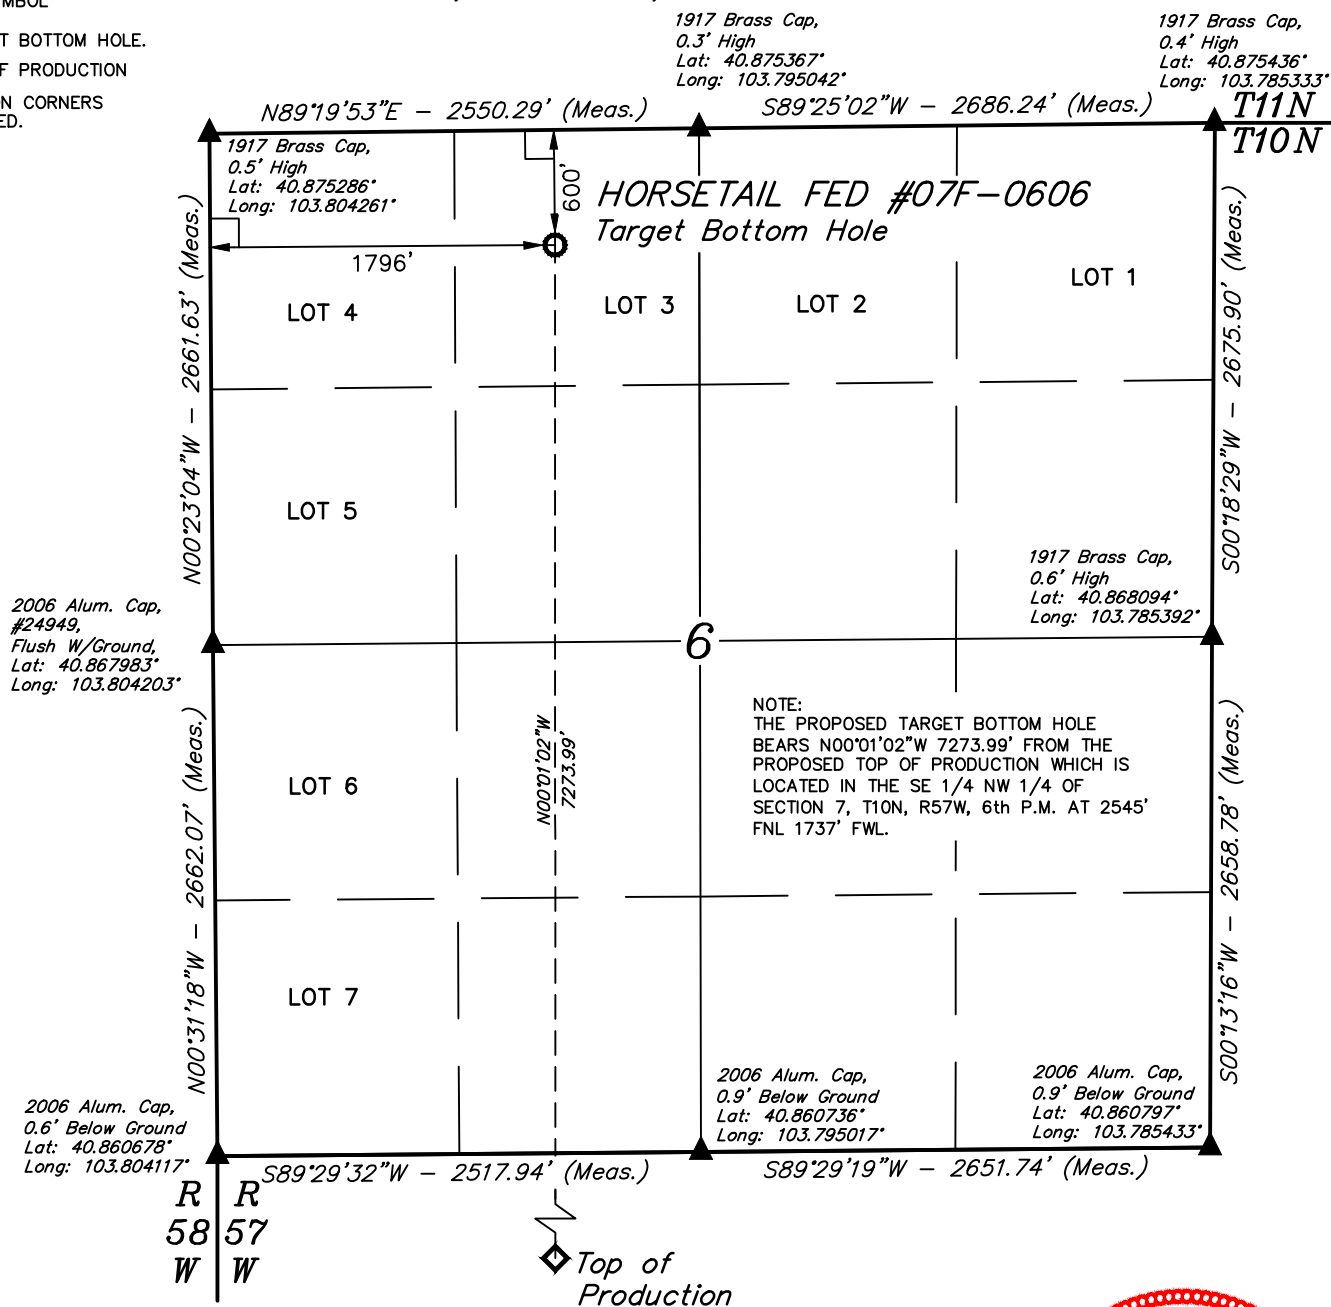 MBOL
T BOTTOM HOLE.
F PRODUCTION
N CORNERS
ED.
1917 Brass Cap,
0.3' High
Lat: 40.875367°
Long: 103.795042°
1917 Brass Cap,
0.4' High
Lat: 40.875436°
Long: 103.785333°
N89°19'53"E - 2550.29' (Meas.)
S89°25'02"W - 2686.24' (Meas.)
T11N
T10N
1917 Brass Cap,
0.5' High
Lat: 40.875286°
Long: 103.804261°
600'
HORSETAIL FED #07F-0606
Target Bottom Hole
1796'
LOT 4
LOT 3
LOT 2
LOT 1
N00°23'04"W - 2661.63' (Meas.)
S00°18'29"W - 2675.90' (Meas.)
LOT 5
1917 Brass Cap,
0.6' High
Lat: 40.868094°
Long: 103.785392°
2006 Alum. Cap,
#24949,
Flush W/Ground,
Lat: 40.867983°
Long: 103.804203°
6
NOTE:
THE PROPOSED TARGET BOTTOM HOLE
BEARS N00°01'02"W 7273.99' FROM THE
PROPOSED TOP OF PRODUCTION WHICH IS
LOCATED IN THE SE 1/4 NW 1/4 OF
SECTION 7, T10N, R57W, 6th P.M. AT 2545'
FNL 1737' FWL.
N00°01'02"W
7273.99'
LOT 6
N00°31'18"W - 2662.07' (Meas.)
S00°13'16"W - 2658.78' (Meas.)
LOT 7
2006 Alum. Cap,
0.9' Below Ground
Lat: 40.860736°
Long: 103.795017°
2006 Alum. Cap,
0.9' Below Ground
Lat: 40.860797°
Long: 103.785433°
2006 Alum. Cap,
0.6' Below Ground
Lat: 40.860678°
Long: 103.804117°
S89°29'32"W - 2517.94' (Meas.)
S89°29'19"W - 2651.74' (Meas.)
R R
58 57
W W
Top of
Production